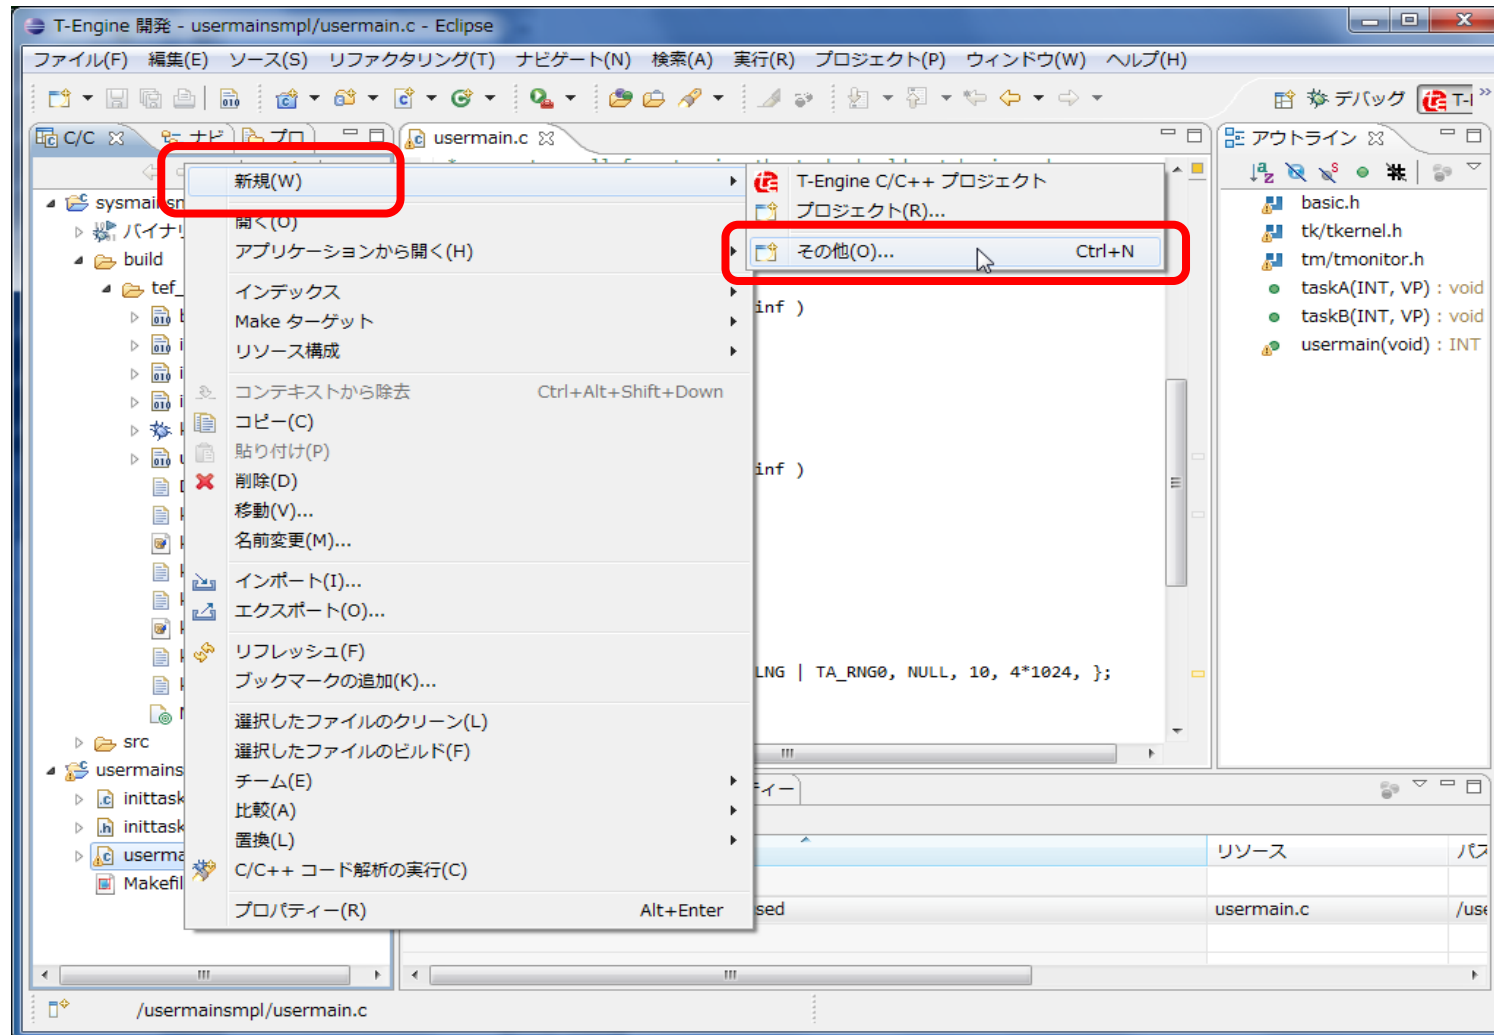 T-Engine 開発 - usermainsmpl/usermain.c - Eclipse
ファイル(F) 編集(E) ソース(S) リファクタリング(T) ナビゲート(N) 検索(A) 実行(R) プロジェクト(P) ウィンドウ(W) ヘルプ(H)
デバッグ
C/C
ナビ
プロ
usermain.c
アウトライン
新規(W)
開く(O)
アプリケーションから開く(H)
インデックス
Make ターゲット
リソース構成
コンテキストから除去 Ctrl+Alt+Shift+Down
コピー(C)
貼り付け(P)
削除(D)
移動(V)...
名前変更(M)...
インポート(I)...
エクスポート(O)...
リフレッシュ(F)
ブックマークの追加(K)...
選択したファイルのクリーン(L)
選択したファイルのビルド(F)
チーム(E)
比較(A)
置換(L)
C/C++ コード解析の実行(C)
プロパティー(R) Alt+Enter
T-Engine C/C++ プロジェクト
プロジェクト(R)...
その他(O)... Ctrl+N
build
tef_
src
usermains
inittask
inittask
userma
Makefil
inf )
inf )
LNG | TA_RNG0, NULL, 10, 4*1024, };
basic.h
tk/tkernel.h
tm/tmonitor.h
taskA(INT, VP) : void
taskB(INT, VP) : void
usermain(void) : INT
リソース
パス
sed
usermain.c
/use
/usermainsmpl/usermain.c